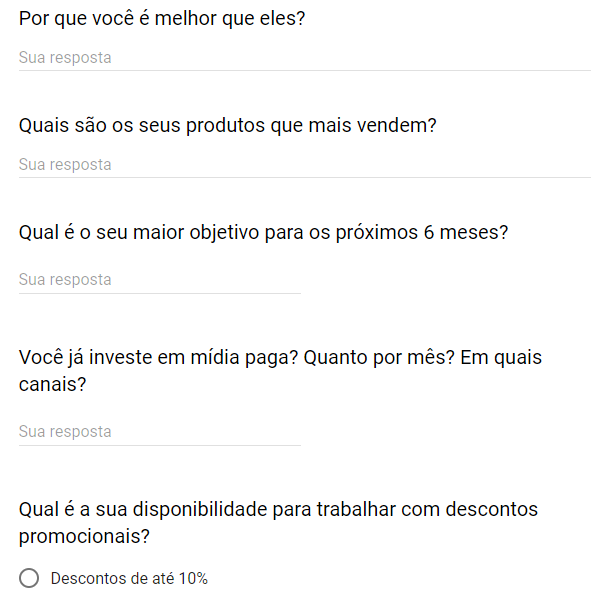 Por que você é melhor que eles?
Sua resposta
Quais são os seus produtos que mais vendem?
Sua resposta
Qual é o seu maior objetivo para os próximos 6 meses?
Sua resposta
Você já investe em mídia paga? Quanto por mês? Em quais
canais?
Sua resposta
Qual é a sua disponibilidade para trabalhar com descontos
promocionais?
Descontos de até 10%